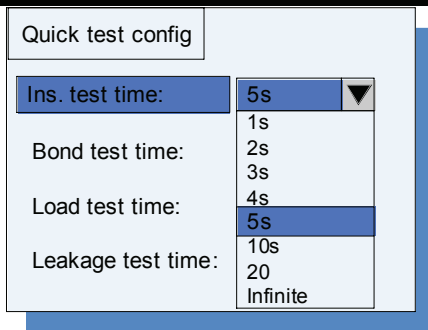 Quick test config
Ins. test time: 5s
1s
2s
Bond test time:
3s
4s
Load test time:
5s
10s
Leakage test time:
20
Infinite